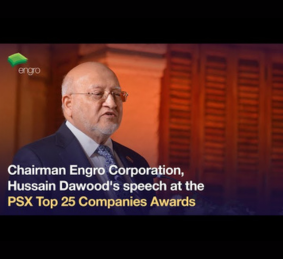 engro
Chairman Engro Corporation,
Hussain Dawood's speech at the
PSX Top 25 Companies Awards